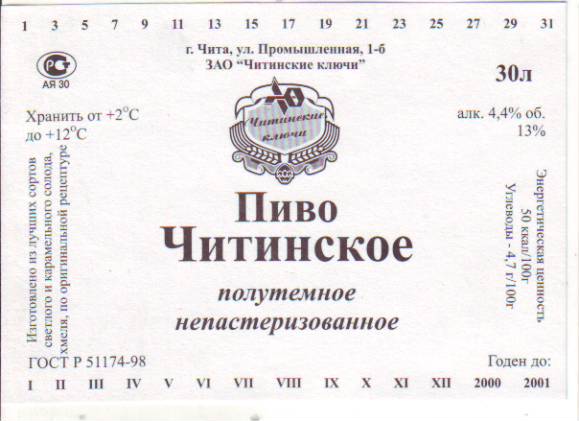 1 3 5 7 9 11 13 15 17 19 21 23 25 27 29 31
г. Чита, ул. Промышленная, 1-б
ЗАО “Читинские ключи”
РС
АЯ 30
30л
Хранить от +2°С
до +12°С
алк. 4,4% об.
13%
Читинские
ключи
Изготовлено из лучших сортов
светлого и карамельного солода,
хмеля, по оригинальной рецептуре
Энергетическая ценность
50 ккал/100г
Углеводы - 4,7 г/100г
Пиво
Читинское
полутемное
непастеризованное
ГОСТ Р 51174-98
Годен до:
I II III IV V VI VII VIII IX X XI XII 2000 2001